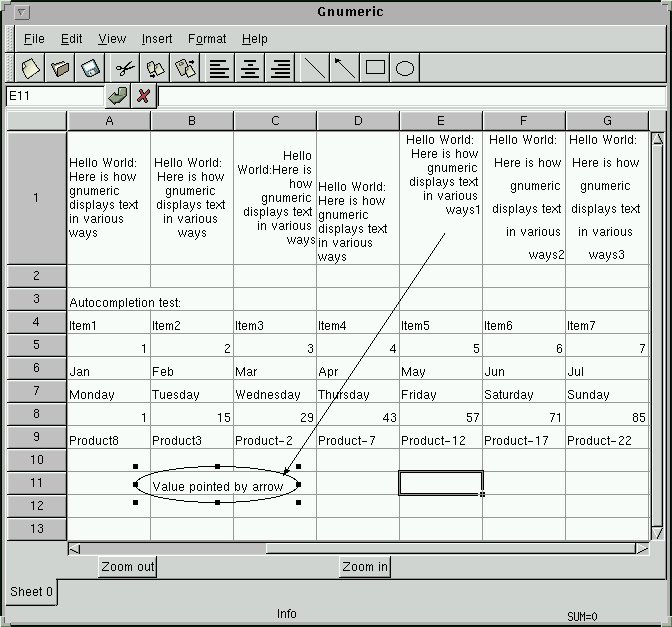 Gnumeric
File Edit View Insert Format Help
E11
A B C D E F G
1
Hello World:
Here is how
gnumeric
displays text
in various
ways
Hello World:
Here is how
gnumeric
displays text
in various
ways
Hello
World:Here is
how
gnumeric
displays text
in various
ways
Hello World:
Here is how
gnumeric
displays text
in various
ways
Hello World:
Here is how
gnumeric
displays text
in various
ways1
Hello World:
Here is how
gnumeric
displays text
in various
ways2
Hello World:
Here is how
gnumeric
displays text
in various
ways3
2
3 Autocompletion test:
4 Item1 Item2 Item3 Item4 Item5 Item6 Item7
5 1 2 3 4 5 6 7
6 Jan Feb Mar Apr May Jun Jul
7 Monday Tuesday Wednesday Thursday Friday Saturday Sunday
8 1 15 29 43 57 71 85
9 Product8 Product3 Product-2 Product-7 Product-12 Product-17 Product-22
10
11 Value pointed by arrow
12
13
Zoom out Zoom in
Sheet 0
Info SUM=0